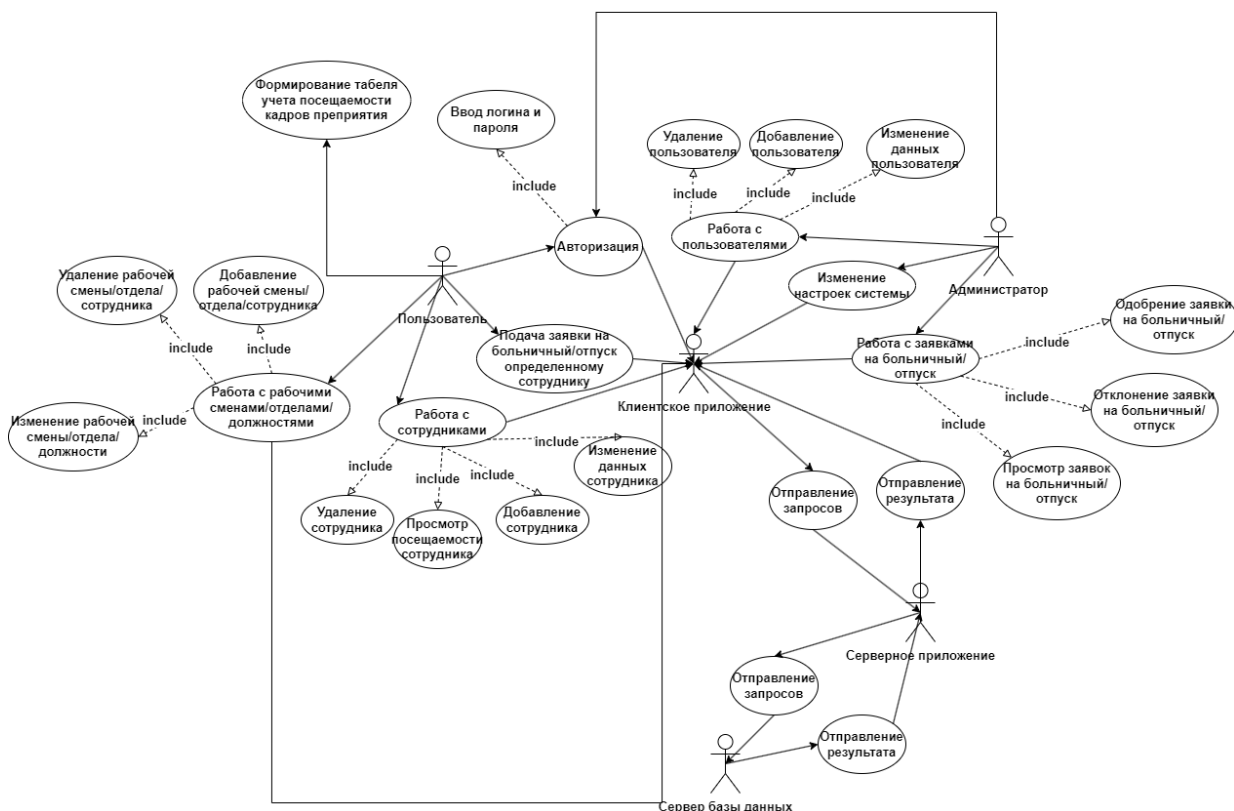 Формирование табеля
учета посещаемости
кадров преприятия
Ввод логина и
пароля
include
Авторизация
Удаление
пользователя
Добавление
пользователя
Изменение
данных
пользователя
include
include
include
Работа с
пользователями
Администратор
Изменение
настроек системы
Пользователь
Удаление рабочей
смены/отдела/
сотрудника
Добавление
рабочей смены/
отдела/сотрудника
include
include
Работа с рабочими
сменами/отделами/
должностями
include
Изменение рабочей
смены/отдела/
должности
Подача заявки на
больничный/отпуск
определенному
сотруднику
Клиентское приложение
Работа с заявками
на больничный/
отпуск
include
Одобрение заявки
на больничный/
отпуск
include
Отклонение заявки
на больничный/
отпуск
include
Просмотр заявок
на больничный/
отпуск
Работа с
сотрудниками
include
include
include
include
Изменение
данных
сотрудника
Удаление
сотрудника
Просмотр
посещаемости
сотрудника
Добавление
сотрудника
Отправление
запросов
Отправление
результата
Серверное приложение
Отправление
запросов
Отправление
результата
Сервер базы данных